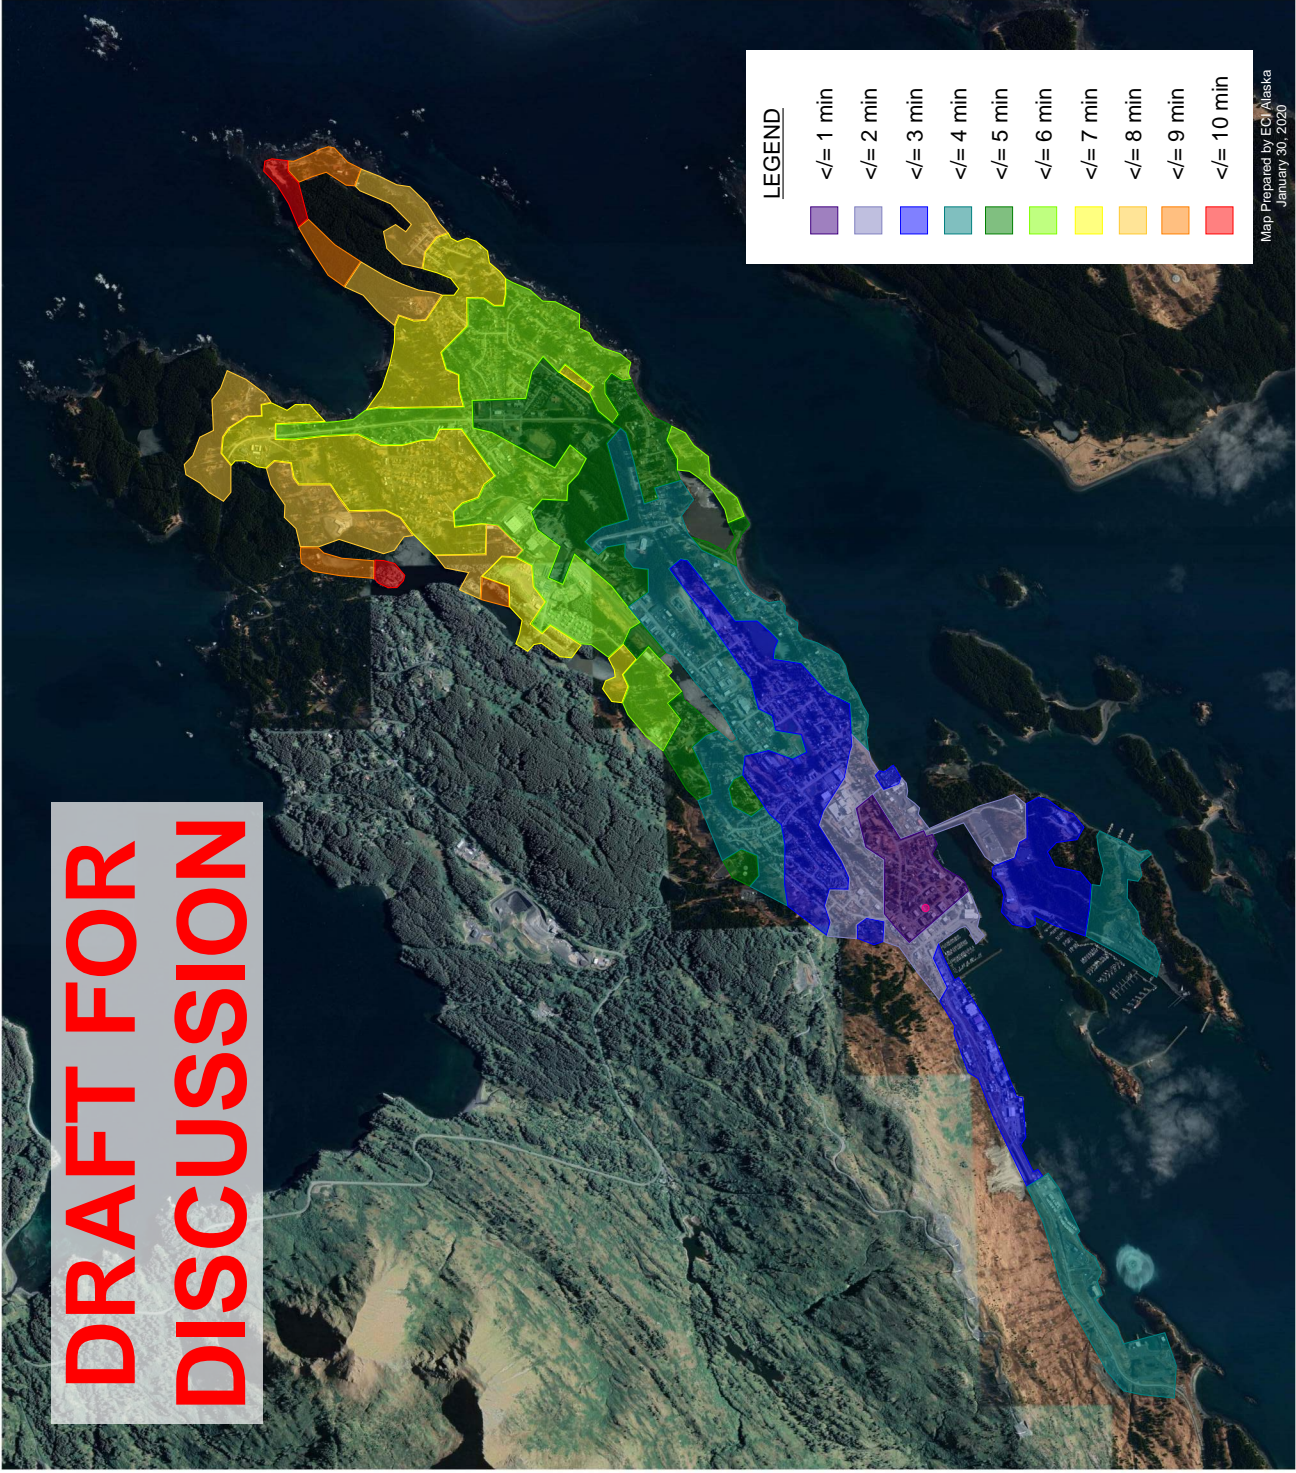 DRAFT FOR
DISCUSSION
LEGEND
</= 1 min
</= 2 min
</= 3 min
</= 4 min
</= 5 min
</= 6 min
</= 7 min
</= 8 min
</= 9 min
</= 10 min
Map Prepared by ECI Alaska
January 30, 2020